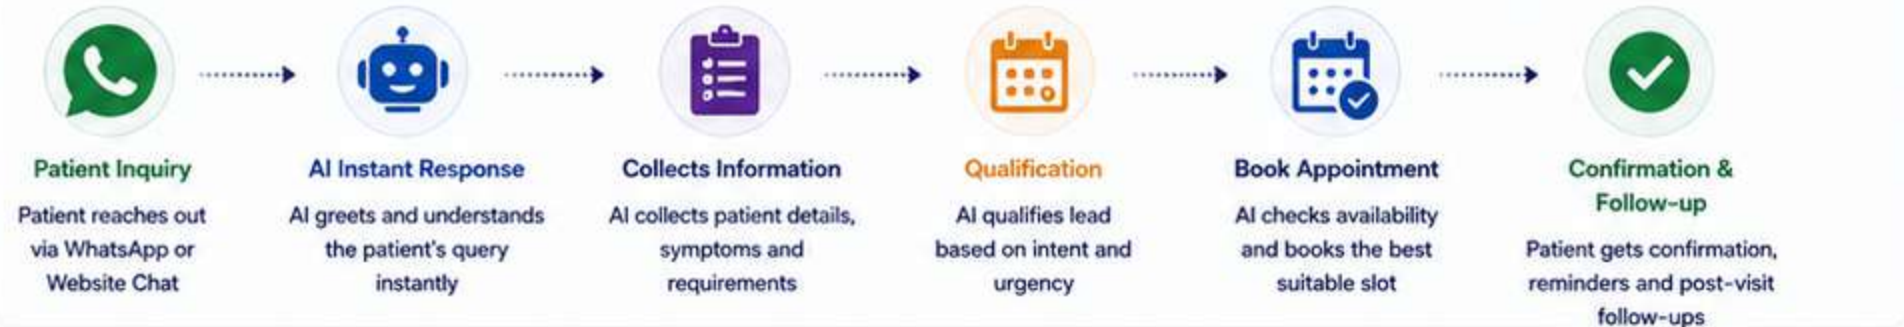 Patient Inquiry
Patient reaches out
via WhatsApp or
Website Chat
AI Instant Response
AI greets and understands
the patient's query
instantly
Collects Information
AI collects patient details,
symptoms and
requirements
Qualification
AI qualifies lead
based on intent and
urgency
Book Appointment
AI checks availability
and books the best
suitable slot
Confirmation &
Follow-up
Patient gets confirmation,
reminders and post-visit
follow-ups